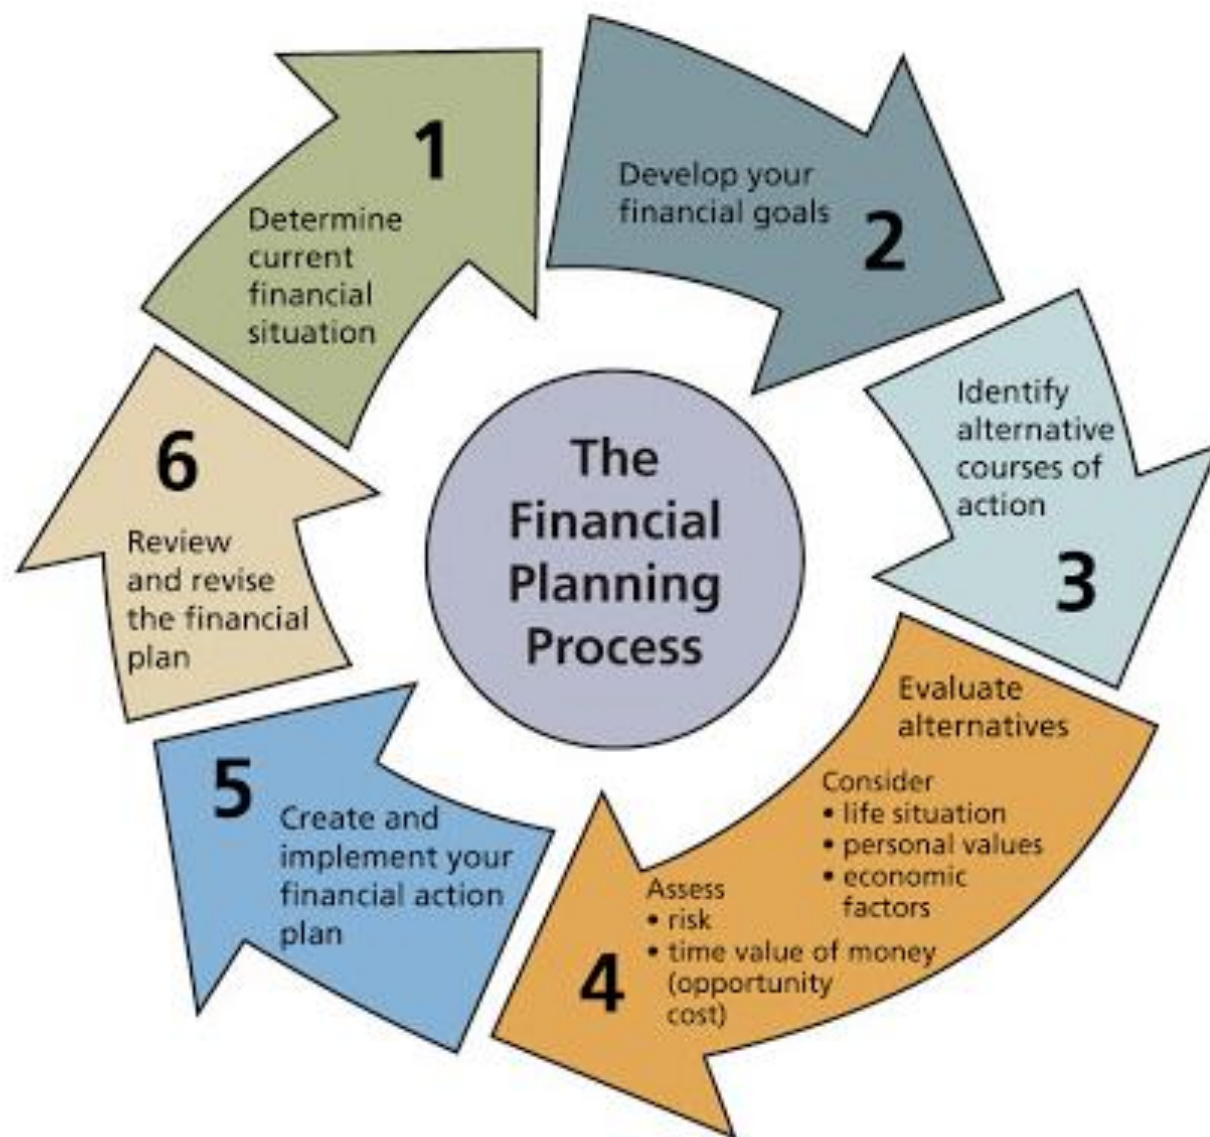 The
Financial
Planning
Process
1
Determine
current
financial
situation
Develop your
financial goals
2
Identify
alternative
courses of
action
3
Evaluate
alternatives
Consider
• life situation
• personal values
• economic
factors
Assess
• risk
• time value of money
(opportunity
cost)
4
5
Create and
implement your
financial action
plan
6
Review
and revise
the financial
plan